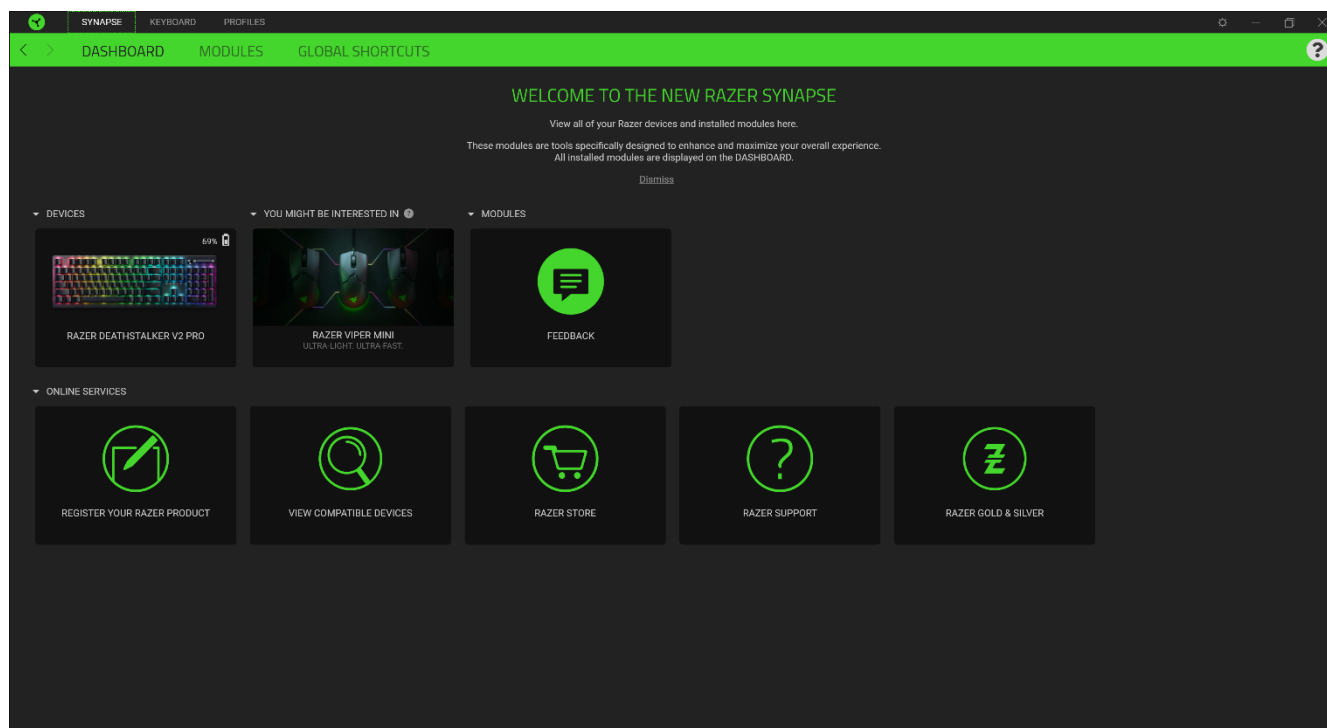 SYNAPSE KEYBOARD PROFILES
DASHBOARD MODULES GLOBAL SHORTCUTS
?
WELCOME TO THE NEW RAZER SYNAPSE
View all of your Razer devices and installed modules here.
These modules are tools specifically designed to enhance and maximize your overall experience.
All installed modules are displayed on the DASHBOARD.
Dismiss
DEVICES
69%
RAZER DEATHSTALKER V2 PRO
YOU MIGHT BE INTERESTED IN ?
RAZER VIPER MINI
ULTRA-LIGHT. ULTRA-FAST.
MODULES
FEEDBACK
ONLINE SERVICES
REGISTER YOUR RAZER PRODUCT
VIEW COMPATIBLE DEVICES
RAZER STORE
?
RAZER SUPPORT
RAZER GOLD & SILVER